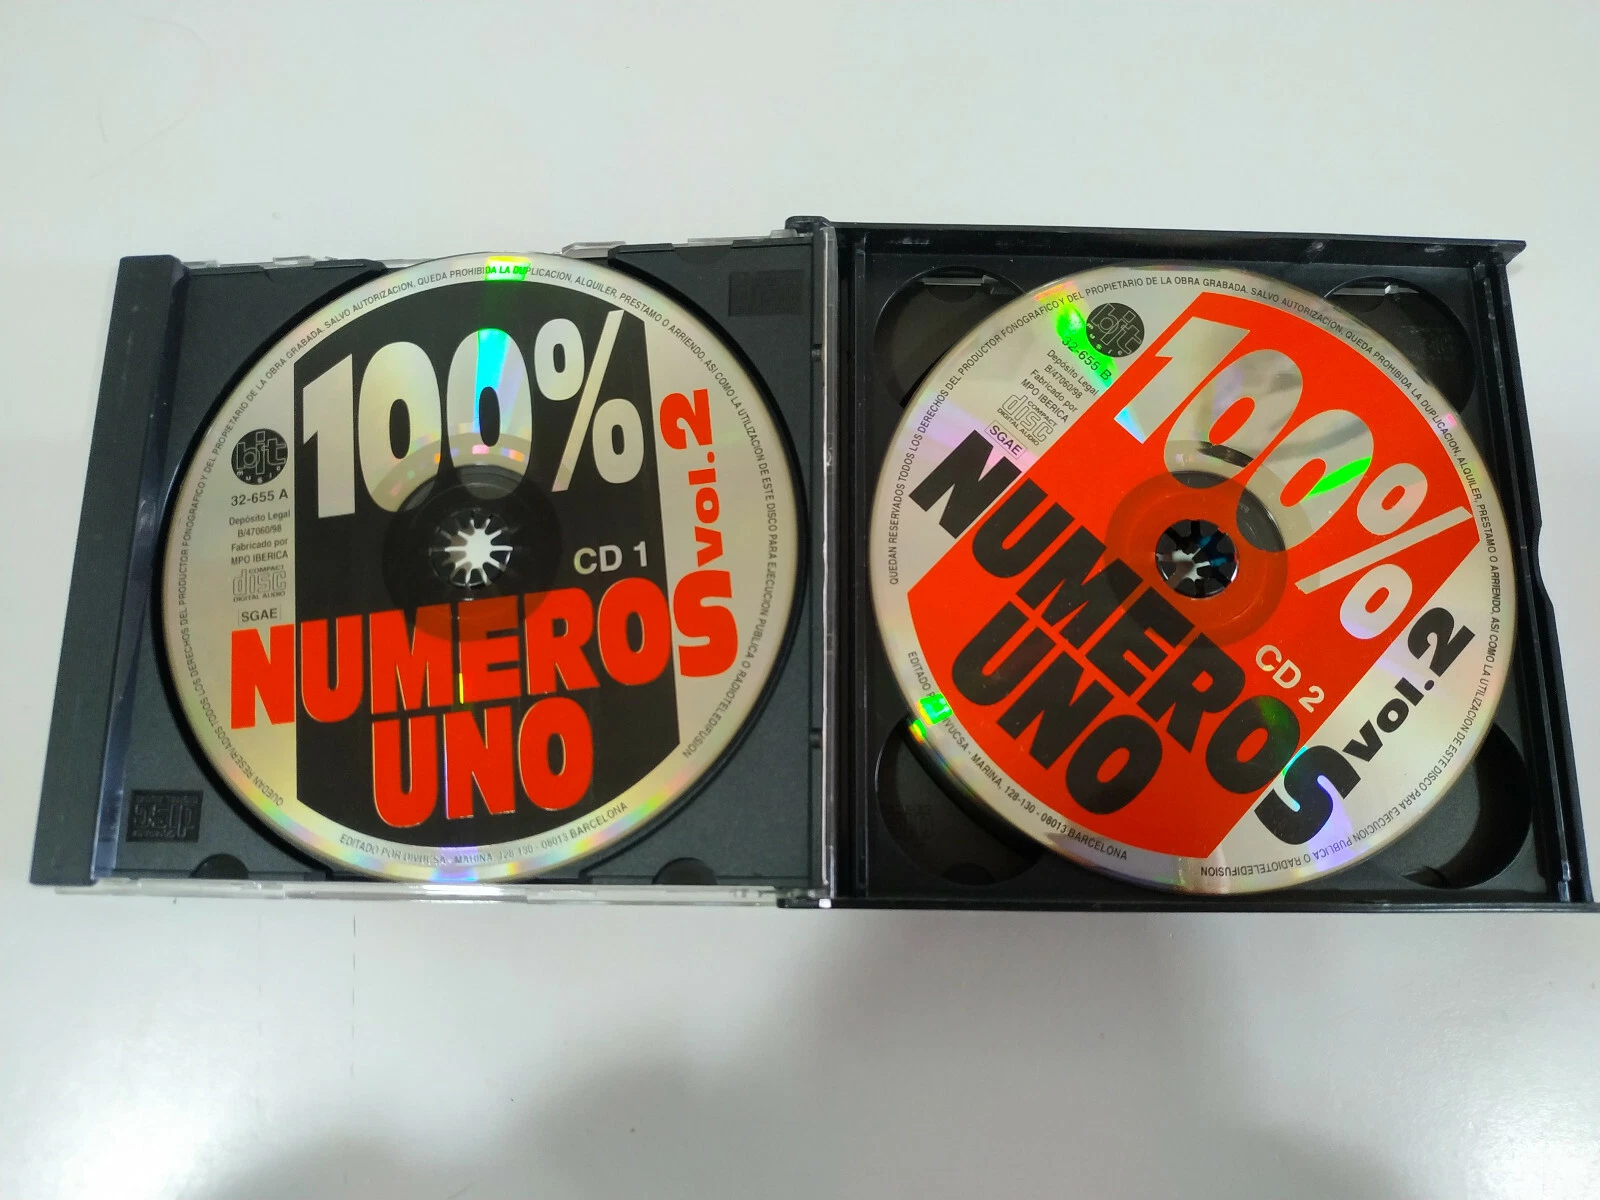 QUEDAN RESERVADOS TODOS LOS DERECHOS DEL PRODUCTOR FONOGRAFICO Y DEL PROPIETARIO DE LA OBRA GRABADA. SALVO AUTORIZACION, QUEDA PROHIBIDA LA DUPLICACION, ALQUILER, PRESTAMO O ARRIENDO, ASI COMO LA UTILIZACION DE ESTE DISCO PARA EJECUCION PUBLICA O RADIOTELEDIFUSION
bit
music
32-655 A
Depósito Legal
B/47060/98
Fabricado por
MPO IBERICA
COMPACT
disc
DIGITAL AUDIO
SGAE
100%
CD 1
NUMEROS
UNO
vol.2
EDITADO POR DIVUCSA - MARINA, 128-130 - 08013 BARCELONA
disc
QUEDAN RESERVADOS TODOS LOS DERECHOS DEL PRODUCTOR FONOGRAFICO Y DEL PROPIETARIO DE LA OBRA GRABADA. SALVO AUTORIZACION, QUEDA PROHIBIDA LA DUPLICACION, ALQUILER, PRESTAMO O ARRIENDO, ASI COMO LA UTILIZACION DE ESTE DISCO PARA EJECUCION PUBLICA O RADIOTELEDIFUSION
bit
music
32-655 B
Depósito Legal
B/47060/98
Fabricado por
MPO IBERICA
COMPACT
disc
DIGITAL AUDIO
SGAE
100%
NUMEROS
UNO
CD 2
vol.2
EDITADO POR DIVUCSA - MARINA, 128-130 - 08013 BARCELONA